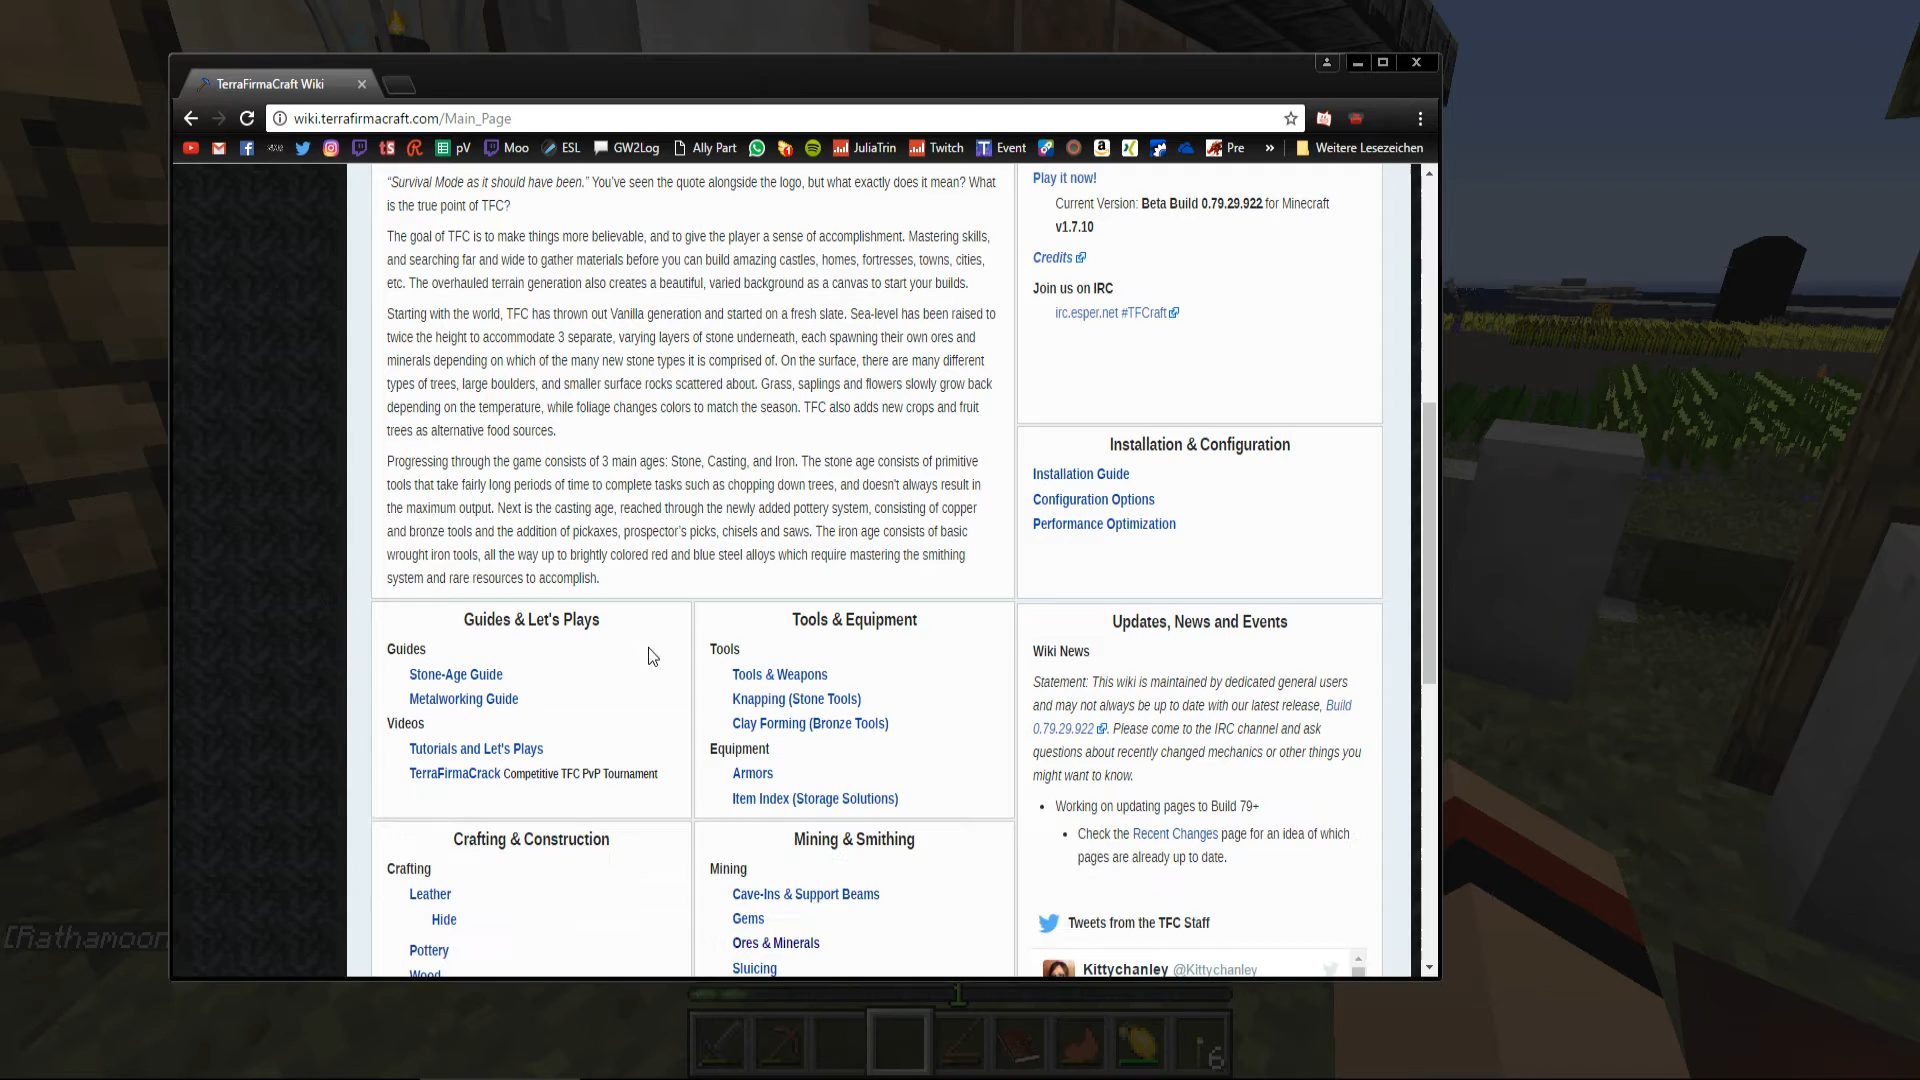 TerraFirmaCraft Wiki
wiki.terrafirmacraft.com/Main_Page
pV Moo ESL GW2Log Ally Part JuliaTrin Twitch Event Pre » Weitere Lesezeichen
“Survival Mode as it should have been.” You’ve seen the quote alongside the logo, but what exactly does it mean? What
is the true point of TFC?
The goal of TFC is to make things more believable, and to give the player a sense of accomplishment. Mastering skills,
and searching far and wide to gather materials before you can build amazing castles, homes, fortresses, towns, cities,
etc. The overhauled terrain generation also creates a beautiful, varied background as a canvas to start your builds.
Starting with the world, TFC has thrown out Vanilla generation and started on a fresh slate. Sea-level has been raised to
twice the height to accommodate 3 separate, varying layers of stone underneath, each spawning their own ores and
minerals depending on which of the many new stone types it is comprised of. On the surface, there are many different
types of trees, large boulders, and smaller surface rocks scattered about. Grass, saplings and flowers slowly grow back
depending on the temperature, while foliage changes colors to match the season. TFC also adds new crops and fruit
trees as alternative food sources.
Progressing through the game consists of 3 main ages: Stone, Casting, and Iron. The stone age consists of primitive
tools that take fairly long periods of time to complete tasks such as chopping down trees, and doesn't always result in
the maximum output. Next is the casting age, reached through the newly added pottery system, consisting of copper
and bronze tools and the addition of pickaxes, prospector’s picks, chisels and saws. The iron age consists of basic
wrought iron tools, all the way up to brightly colored red and blue steel alloys which require mastering the smithing
system and rare resources to accomplish.
Play it now!
Current Version: Beta Build 0.79.29.922 for Minecraft
v1.7.10
Credits
Join us on IRC
irc.esper.net #TFCraft
Installation & Configuration
Installation Guide
Configuration Options
Performance Optimization
Guides & Let's Plays
Guides
Stone-Age Guide
Metalworking Guide
Videos
Tutorials and Let's Plays
TerraFirmaCrack Competitive TFC PvP Tournament
Tools & Equipment
Tools
Tools & Weapons
Knapping (Stone Tools)
Clay Forming (Bronze Tools)
Equipment
Armors
Item Index (Storage Solutions)
Updates, News and Events
Wiki News
Statement: This wiki is maintained by dedicated general users
and may not always be up to date with our latest release, Build
0.79.29.922. Please come to the IRC channel and ask
questions about recently changed mechanics or other things you
might want to know.
Working on updating pages to Build 79+
Check the Recent Changes page for an idea of which
pages are already up to date.
Tweets from the TFC Staff
Kittychanley @Kittychanley
Crafting & Construction
Crafting
Leather
Hide
Pottery
Wood
Mining & Smithing
Mining
Cave-Ins & Support Beams
Gems
Ores & Minerals
Sluicing
[Rathamoon
1
6